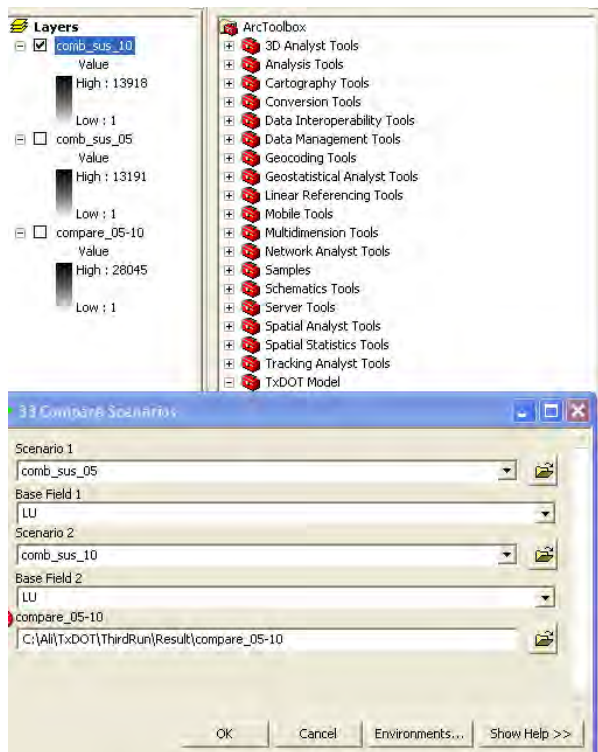 Layers
comb_sus_10
Value
High : 13918
Low : 1
comb_sus_05
Value
High : 13191
Low : 1
compare_05-10
Value
High : 28045
Low : 1
ArcToolbox
3D Analyst Tools
Analysis Tools
Cartography Tools
Conversion Tools
Data Interoperability Tools
Data Management Tools
Geocoding Tools
Geostatistical Analyst Tools
Linear Referencing Tools
Mobile Tools
Multidimension Tools
Network Analyst Tools
Samples
Schematics Tools
Server Tools
Spatial Analyst Tools
Spatial Statistics Tools
Tracking Analyst Tools
TxDOT Model
33 Compare Scenarios
Scenario 1
comb_sus_05
Base Field 1
LU
Scenario 2
comb_sus_10
Base Field 2
LU
compare_05-10
C:\Ali\TxDOT\ThirdRun\Result\compare_05-10
OK Cancel Environments... Show Help >>